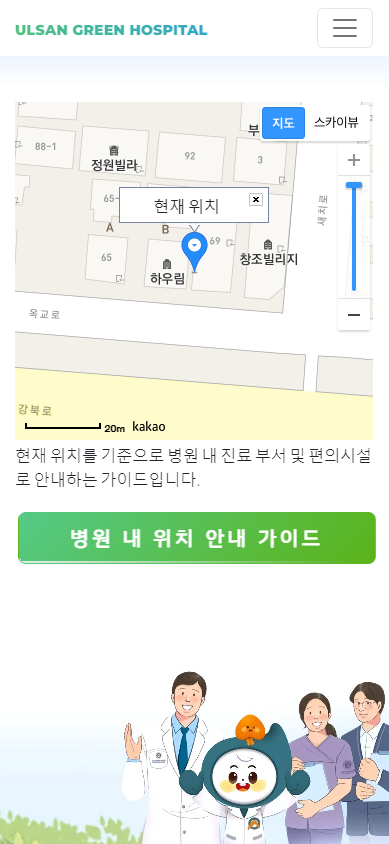 ULSAN GREEN HOSPITAL
지도
스카이뷰
88-1
정원빌라
92
3
65-
현재 위치
새치로
A
B
69
65
하우림
창조빌리지
옥교로
강북로
20m
kakao
현재 위치를 기준으로 병원 내 진료 부서 및 편의시설
로 안내하는 가이드입니다.
병원 내 위치 안내 가이드